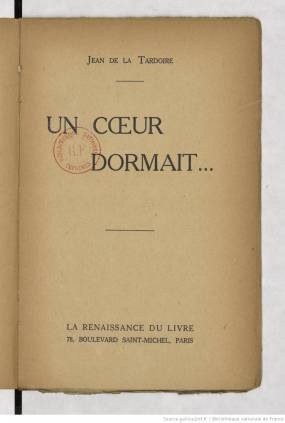 JEAN DE LA TARDOIRE
UN CŒUR
DORMAIT...
LA RENAISSANCE DU LIVRE
78, BOULEVARD SAINT-MICHEL, PARIS
Source gallica.bnf.fr / Bibliothèque nationale de France